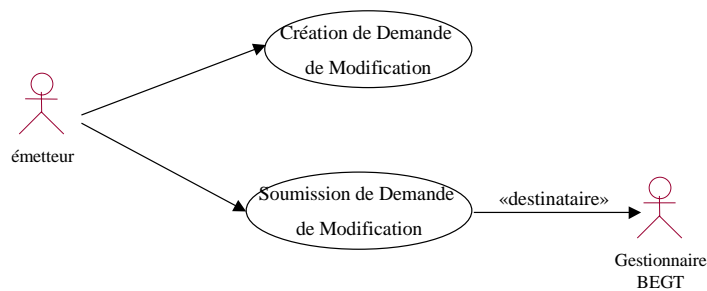 Création de Demande
de Modification
émetteur
Soumission de Demande
de Modification
«destinataire»
Gestionnaire
BEGT